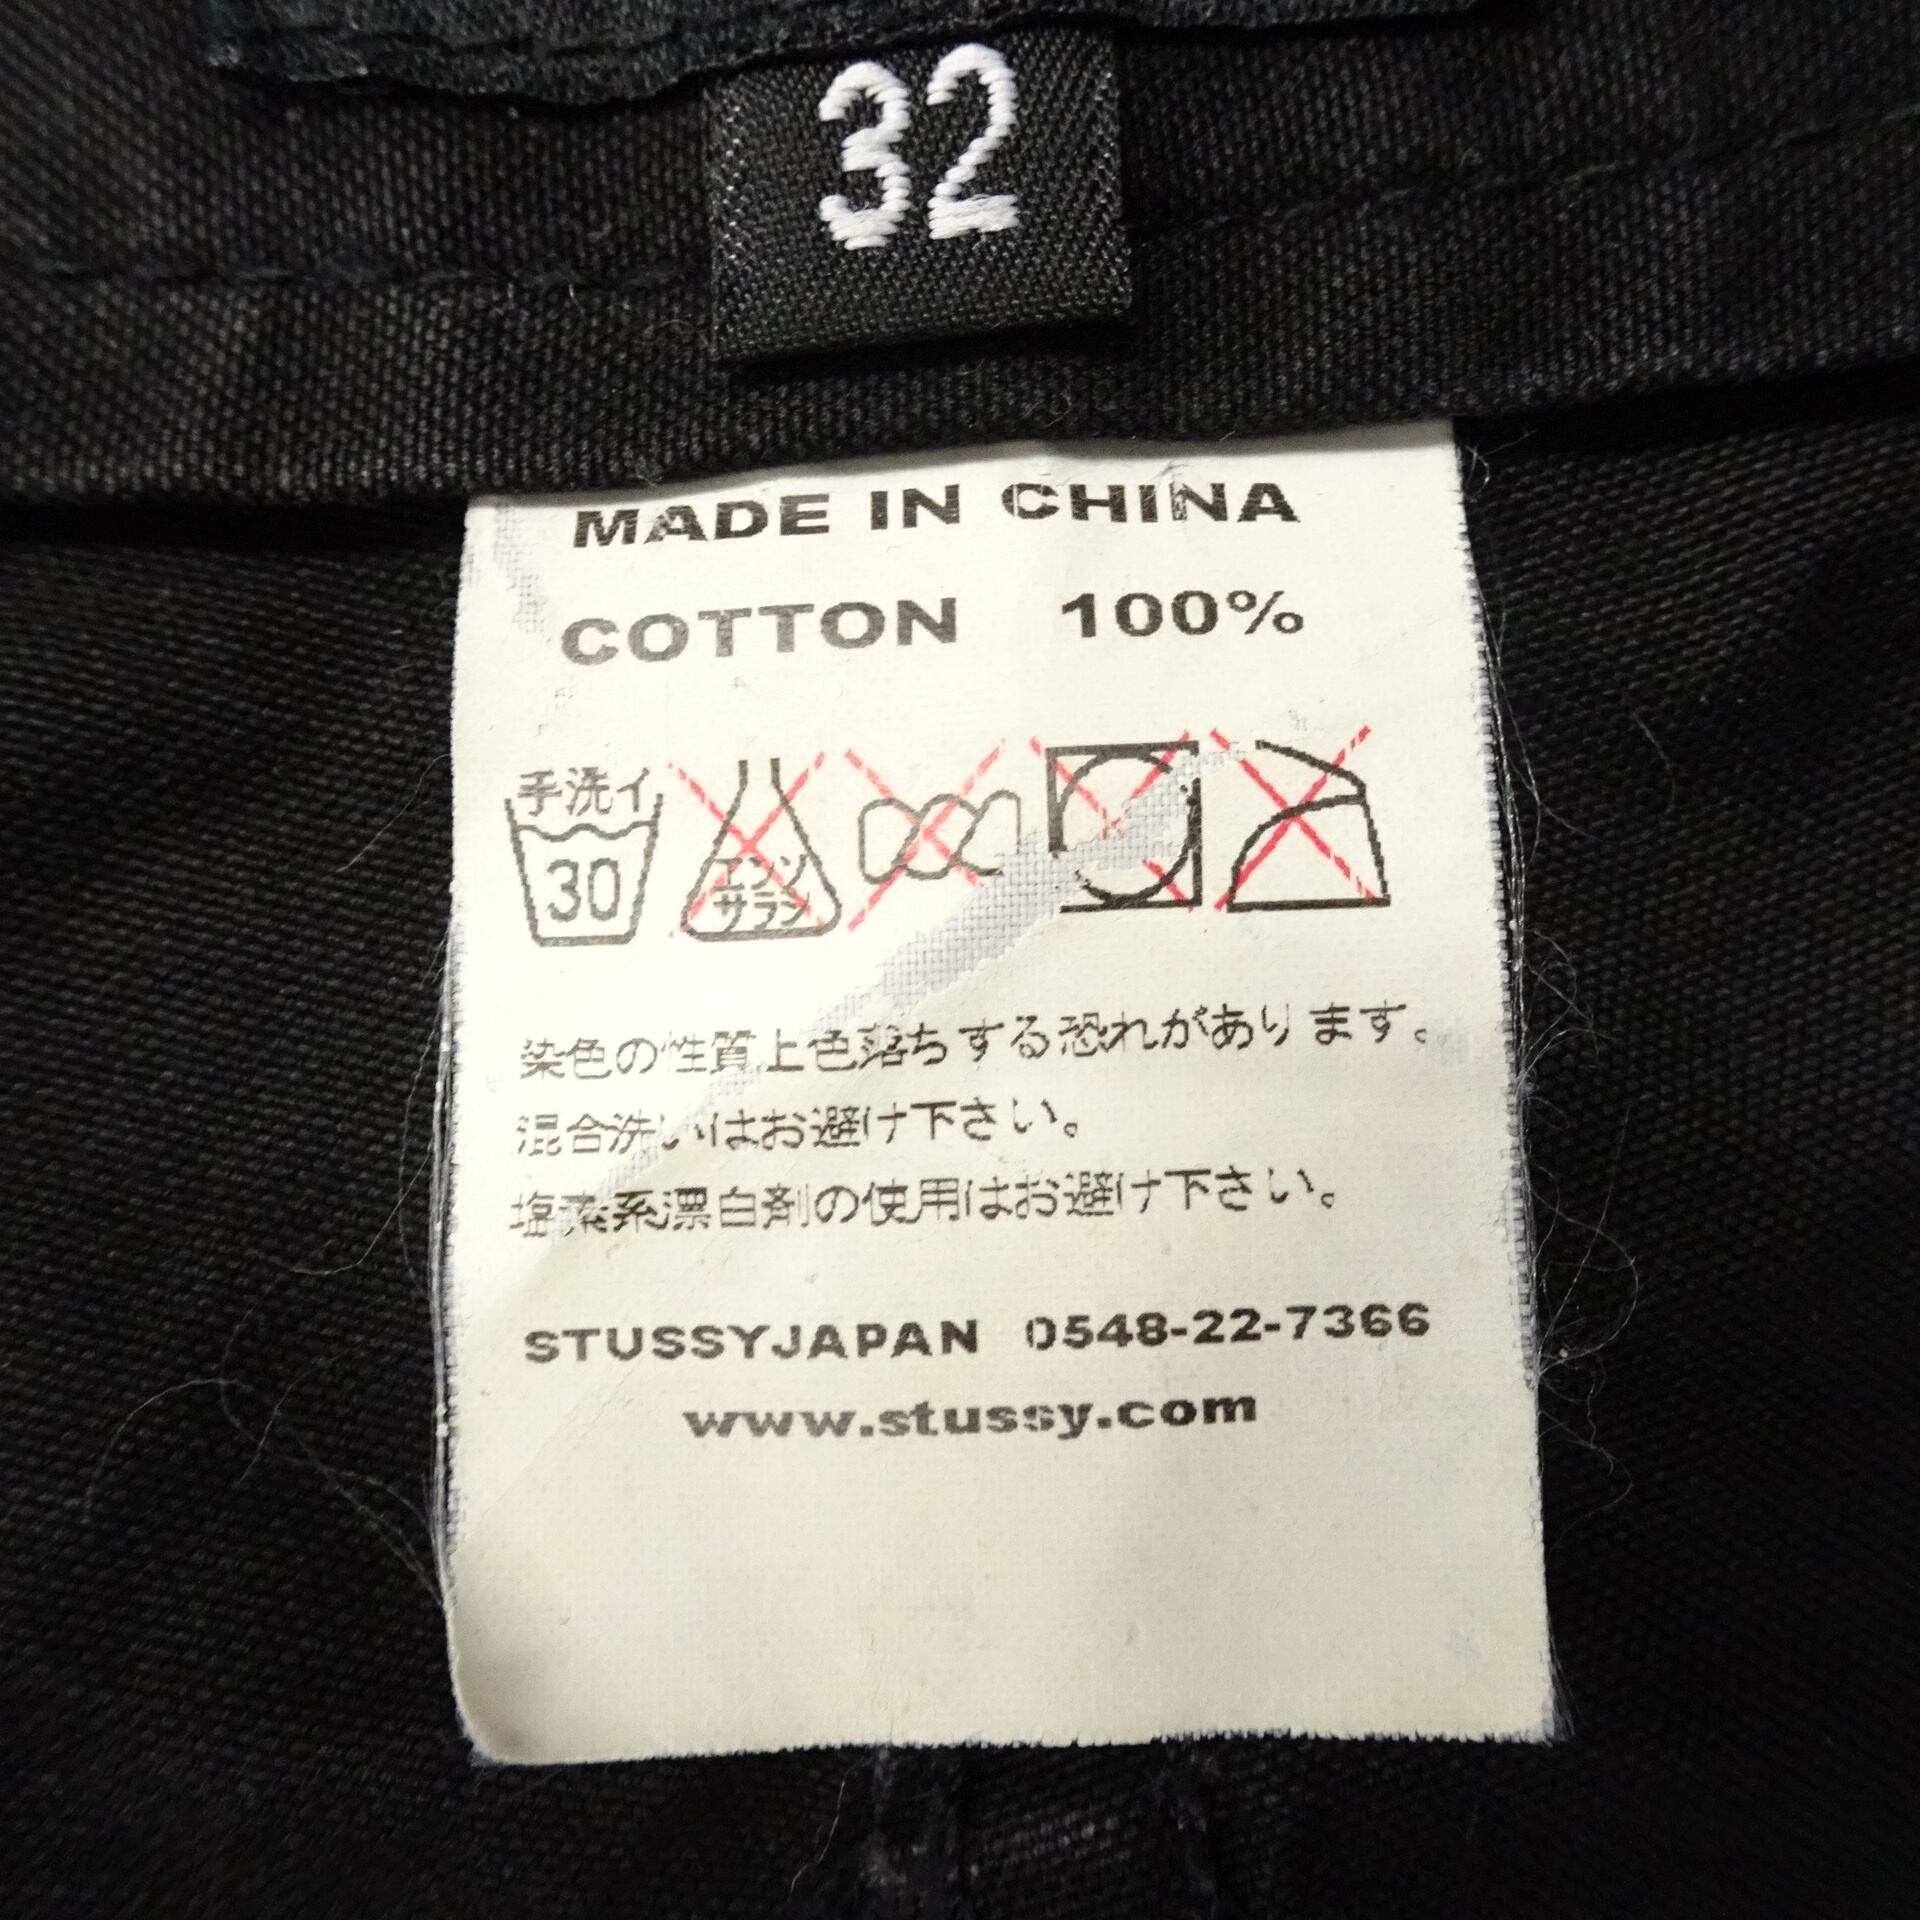 32
MADE IN CHINA
COTTON 100%
手洗イ
30
エンソ
サラシ
染色の性質上色落ちする恐れがあります。
混合洗いはお避け下さい。
塩素系漂白剤の使用はお避け下さい。
STUSSYJAPAN 0548-22-7366
www.stussy.com